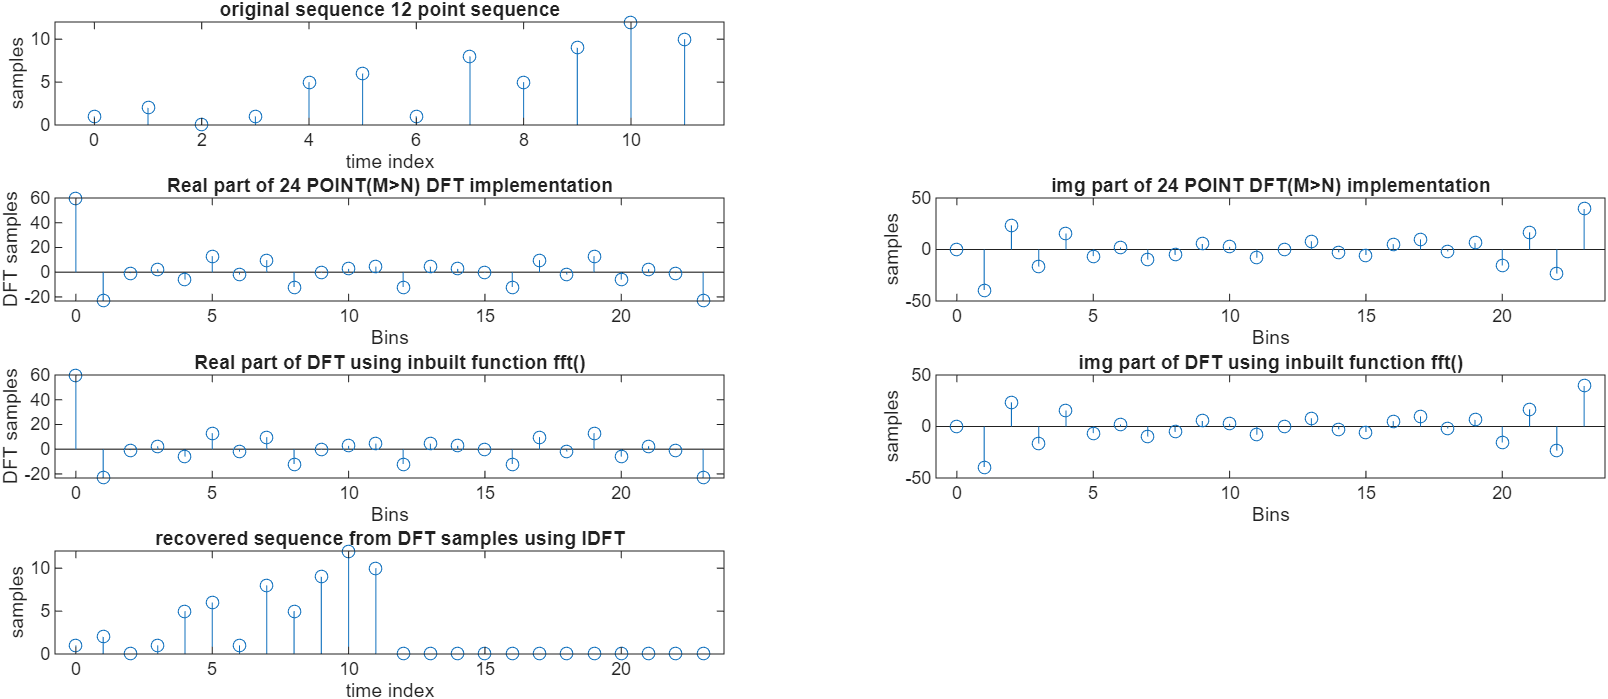 original sequence 12 point sequence
samples
10
5
0
0 2 4 6 8 10
time index
Real part of 24 POINT(M>N) DFT implementation
DFT samples
60
40
20
0
-20
0 5 10 15 20
Bins
img part of 24 POINT DFT(M>N) implementation
samples
50
0
-50
0 5 10 15 20
Bins
Real part of DFT using inbuilt function fft()
DFT samples
60
40
20
0
-20
0 5 10 15 20
Bins
img part of DFT using inbuilt function fft()
samples
50
0
-50
0 5 10 15 20
Bins
recovered sequence from DFT samples using IDFT
samples
10
5
0
0 5 10 15 20
time index